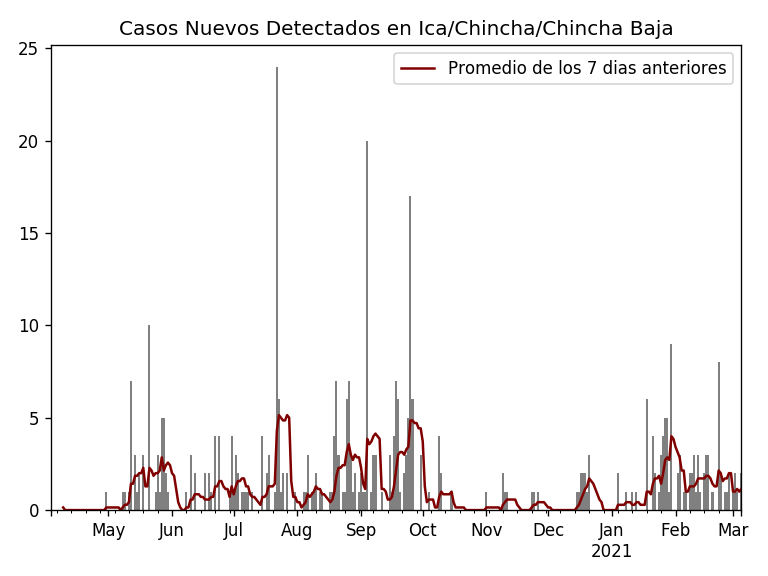 Casos Nuevos Detectados en Ica/Chincha/Chincha Baja
Promedio de los 7 dias anteriores
25
20
15
10
5
0
May Jun Jul Aug Sep Oct Nov Dec Jan Feb Mar
2021